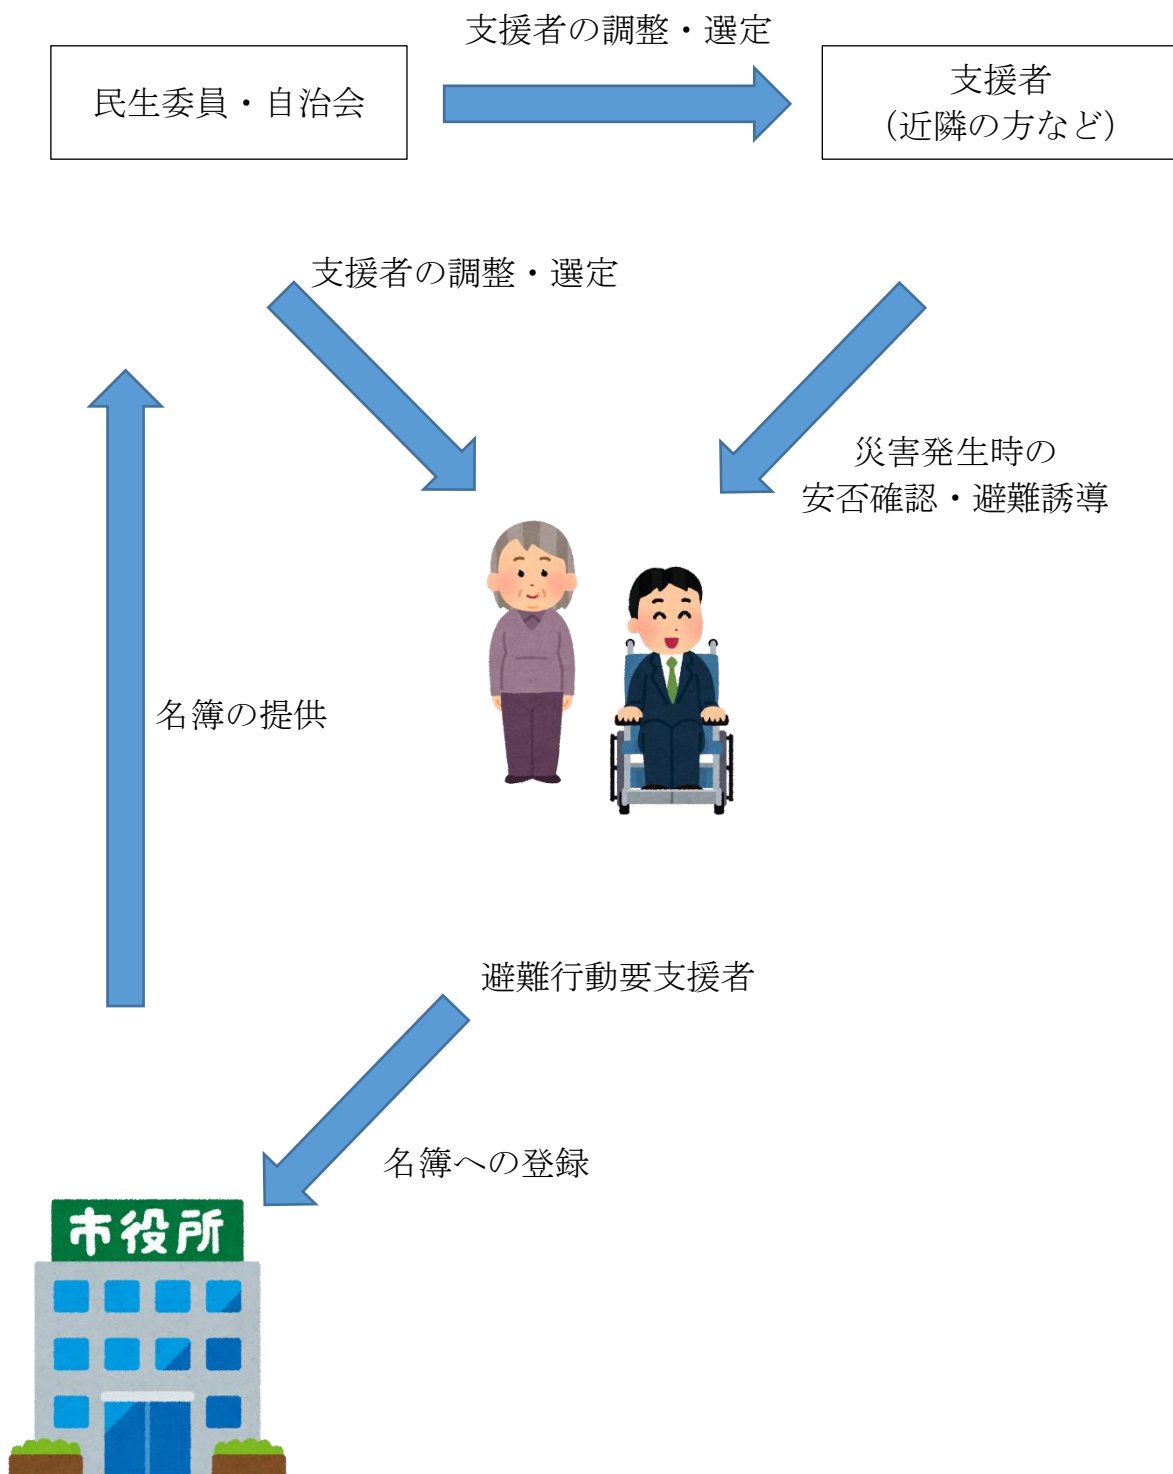 支援者の調整・選定
民生委員・自治会
支援者
（近隣の方など）
支援者の調整・選定
災害発生時の
安否確認・避難誘導
名簿の提供
避難行動要支援者
名簿への登録
市役所